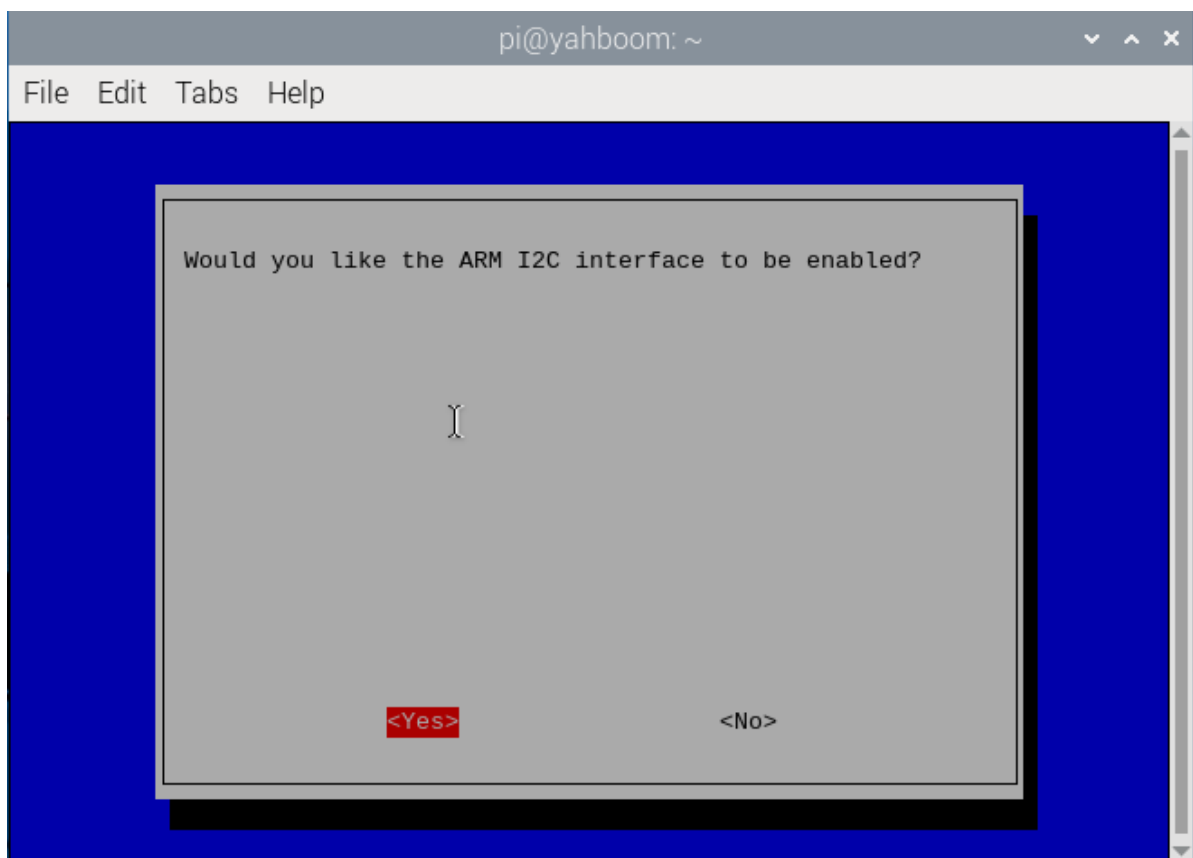 pi@yahboom: ~
File Edit Tabs Help
Would you like the ARM I2C interface to be enabled?
<Yes> <No>